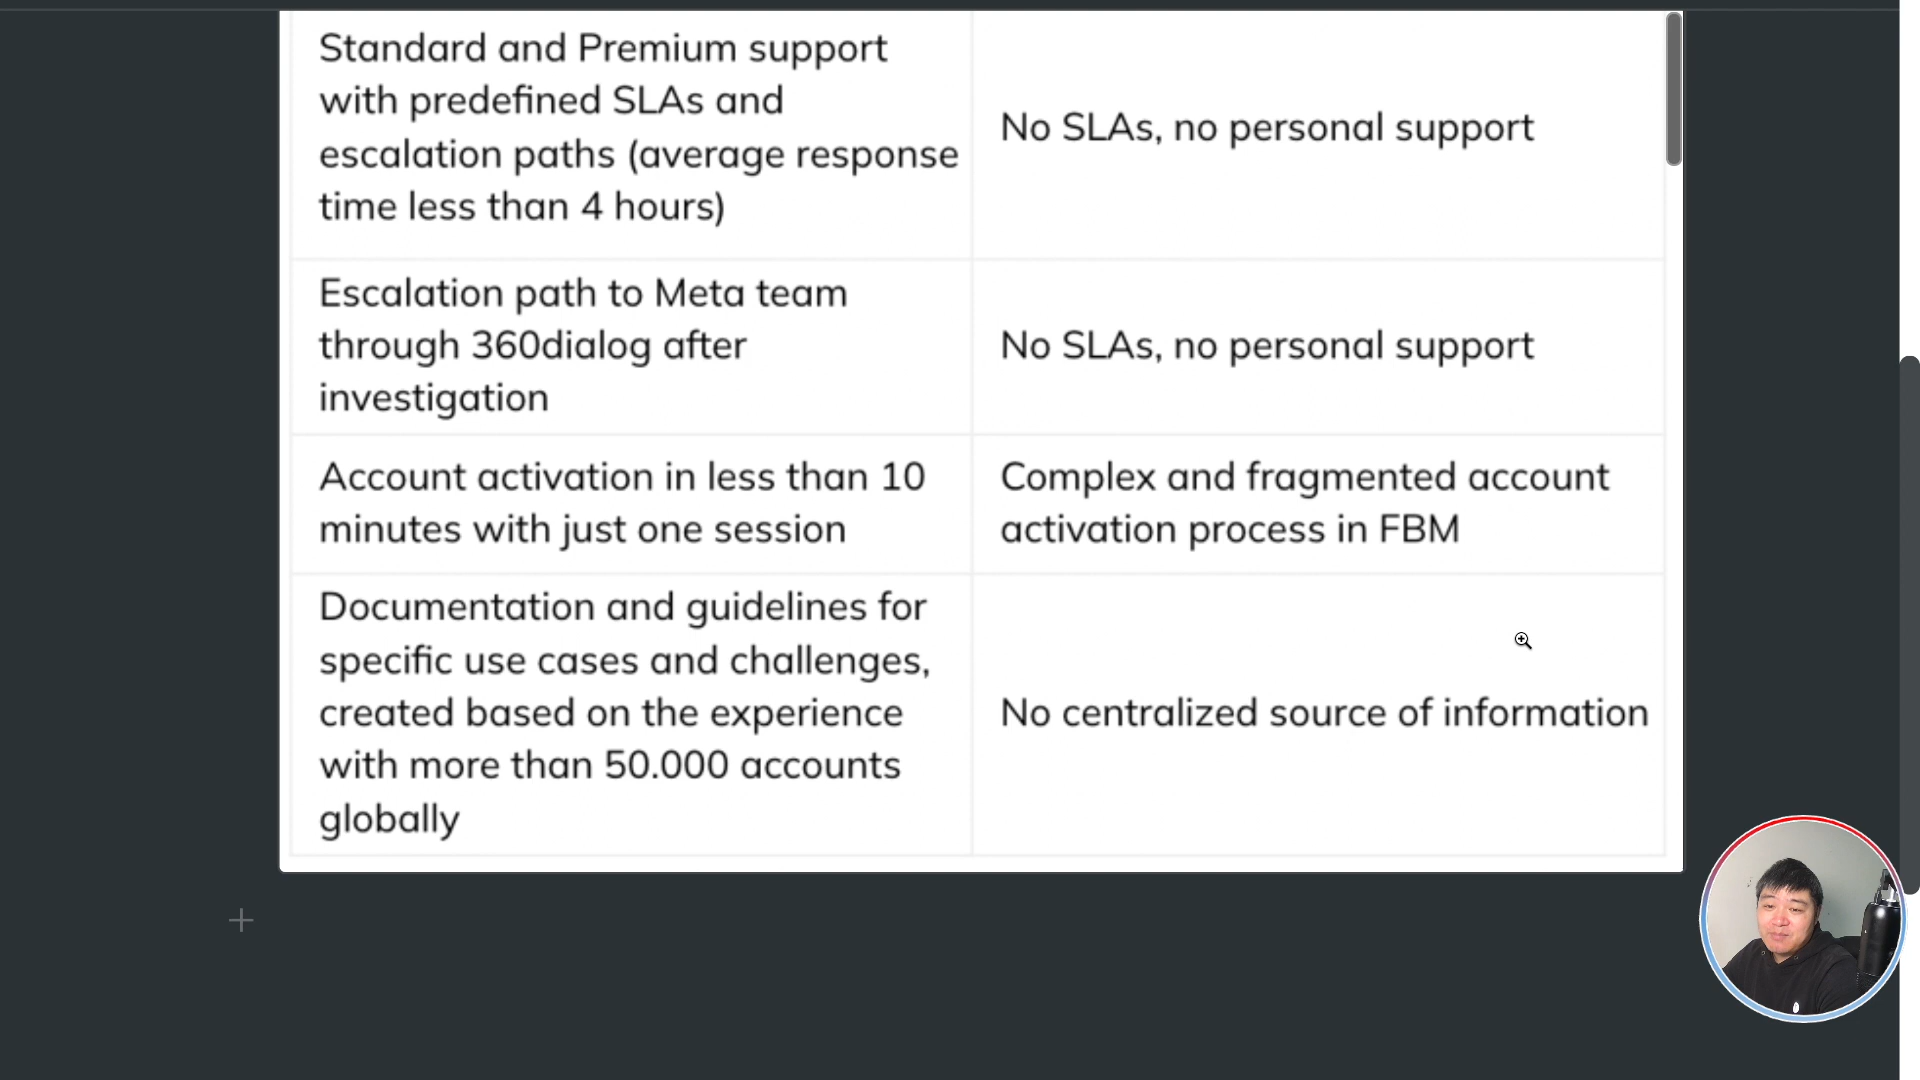 Standard and Premium support
with predefined SLAs and
escalation paths (average response
time less than 4 hours)
No SLAs, no personal support
Escalation path to Meta team
through 360dialog after
investigation
No SLAs, no personal support
Account activation in less than 10
minutes with just one session
Complex and fragmented account
activation process in FBM
Documentation and guidelines for
specific use cases and challenges,
created based on the experience
with more than 50.000 accounts
globally
No centralized source of information